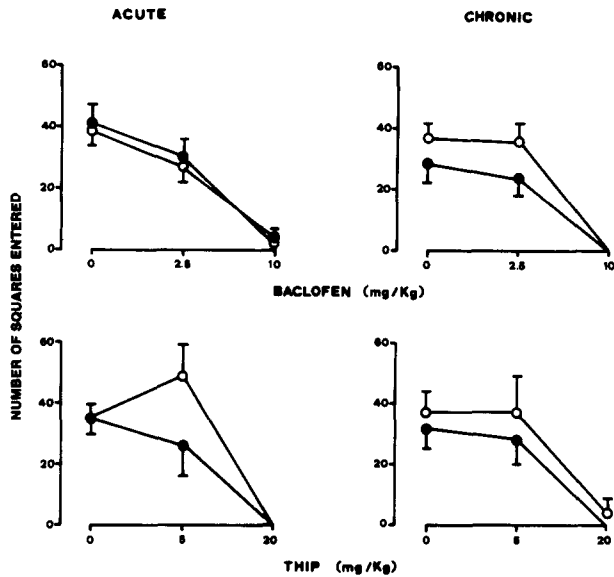 ACUTE CHRONIC
60 60
40 40
20 20
0 0
0 2.5 10 0 2.5 10
BACLOFEN (mg/Kg)
NUMBER OF SQUARES ENTERED
60 60
40 40
20 20
0 0
0 5 20 0 5 20
THIP (mg/Kg)